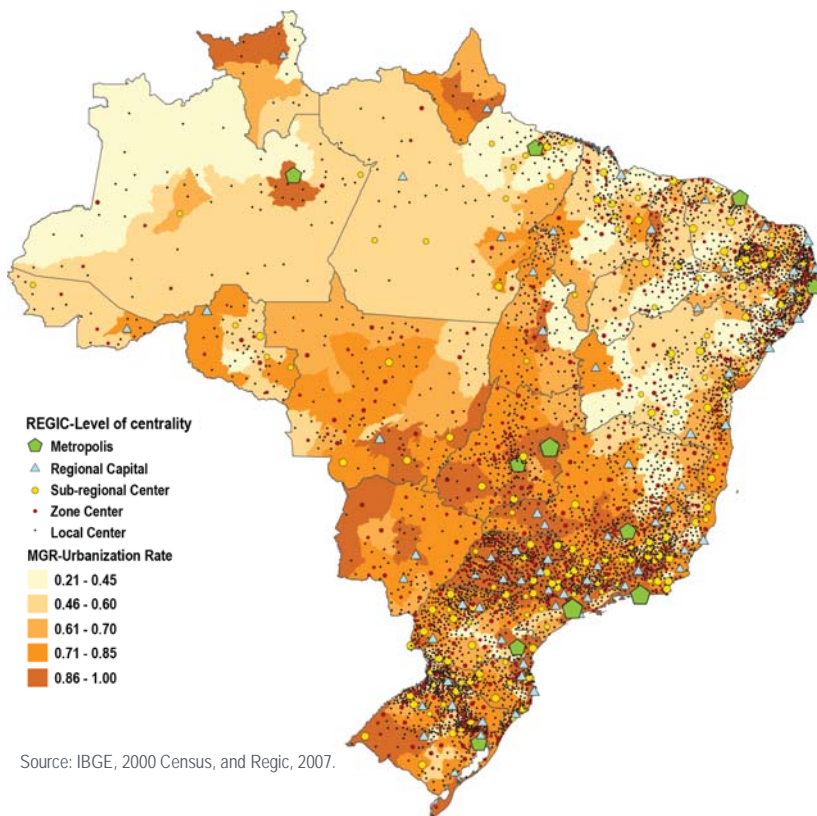 REGIC-Level of centrality
Metropolis
Regional Capital
Sub-regional Center
Zone Center
Local Center
MGR-Urbanization Rate
0.21 - 0.45
0.46 - 0.60
0.61 - 0.70
0.71 - 0.85
0.86 - 1.00
Source: IBGE, 2000 Census, and Regic, 2007.